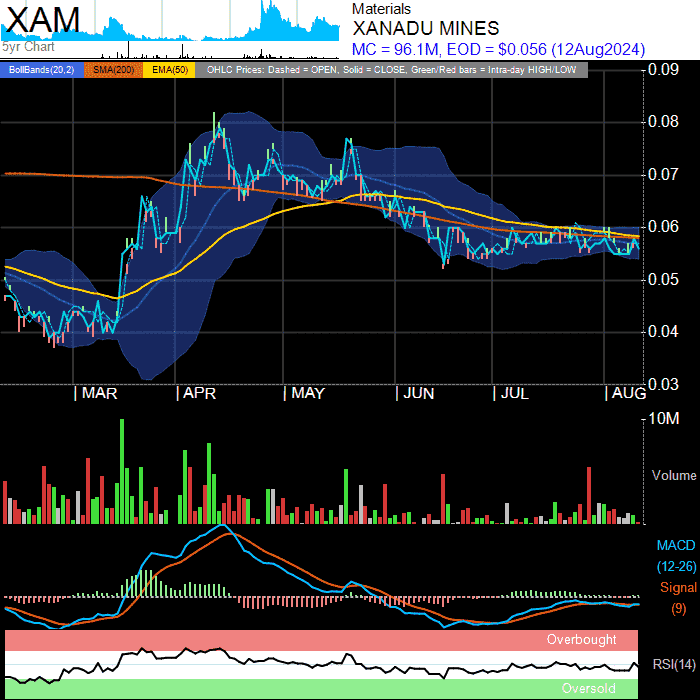 XAM
5yr Chart
Materials
XANADU MINES
MC = 96.1M, EOD = $0.056 (12Aug2024)
BollBands(20,2) SMA(200) EMA(50) OHLC Prices: Dashed = OPEN, Solid = CLOSE, Green/Red bars = Intra-day HIGH/LOW
0.09
0.08
0.07
0.06
0.05
0.04
0.03
MAR APR MAY JUN JUL AUG
10M
Volume
MACD
(12-26)
Signal
(9)
Overbought
RSI(14)
Oversold